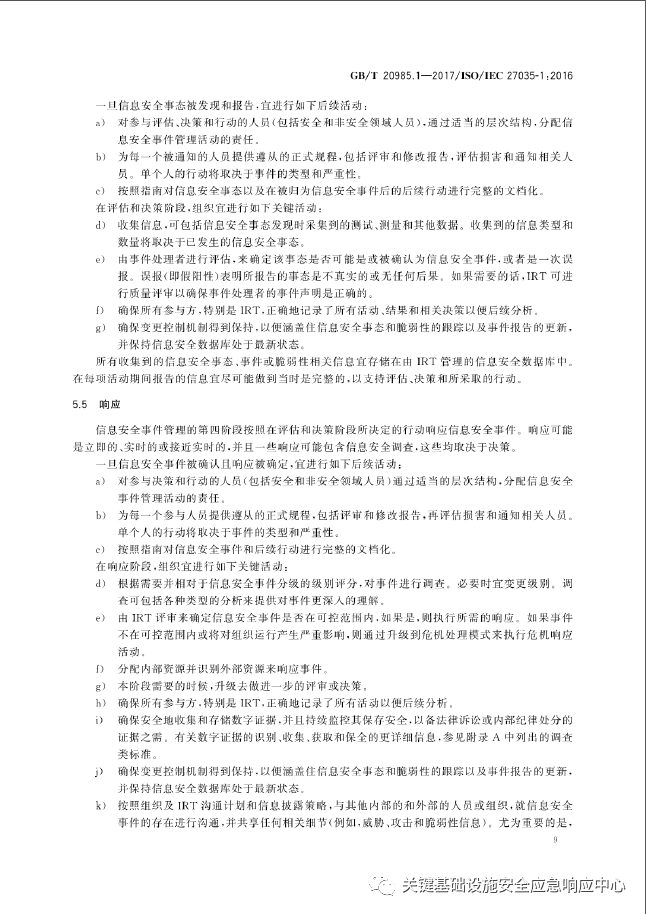 GB/T 20985.1—2017/ISO/IEC 27035-1:2016
一旦信息安全事态被发现和报告,宜进行如下后续活动:
a) 对参与评估、决策和行动的人员(包括安全和非安全领域人员),通过适当的层次结构,分配信
息安全事件管理活动的责任。
b) 为每一个被通知的人员提供遵从的正式规程,包括评审和修改报告,评估损害和通知相关人
员。单个人的行动将取决于事件的类型和严重性。
c) 按照指南对信息安全事态以及在被归为信息安全事件后的后续行动进行完整的文档化。
在评估和决策阶段,组织宜进行如下关键活动:
d) 收集信息,可包括信息安全事态发现时采集到的测试、测量和其他数据。收集到的信息类型和
数量将取决于已发生的信息安全事态。
e) 由事件处理者进行评估,来确定该事态是否可能是或被确认为信息安全事件,或者是一次误
报。误报(即假阳性)表明所报告的事态是不真实的或无任何后果。如果需要的话,IRT 可进
行质量评审以确保事件处理者的事件声明是正确的。
f) 确保所有参与方,特别是 IRT,正确地记录了所有活动、结果和相关决策以便后续分析。
g) 确保变更控制机制得到保持,以便涵盖住信息安全事态和脆弱性的跟踪以及事件报告的更新,
并保持信息安全数据库处于最新状态。
所有收集到的信息安全事态、事件或脆弱性相关信息宜存储在由 IRT 管理的信息安全数据库中。
在每项活动期间报告的信息宜尽可能做到当时是完整的,以支持评估、决策和所采取的行动。
5.5 响应
信息安全事件管理的第四阶段按照在评估和决策阶段所决定的行动响应信息安全事件。响应可能
是立即的、实时的或接近实时的,并且一些响应可能包含信息安全调查,这些均取决于决策。
一旦信息安全事件被确认且响应被确定,宜进行如下后续活动:
a) 对参与决策和行动的人员(包括安全和非安全领域人员)通过适当的层次结构,分配信息安全
事件管理活动的责任。
b) 为每一个参与人员提供遵从的正式规程,包括评审和修改报告,再评估损害和通知相关人员。
单个人的行动将取决于事件的类型和严重性。
c) 按照指南对信息安全事件和后续行动进行完整的文档化。
在响应阶段,组织宜进行如下关键活动:
d) 根据需要并相对于信息安全事件分级的级别评分,对事件进行调查。必要时宜变更级别。调
查可包括各种类型的分析来提供对事件更深入的理解。
e) 由 IRT 评审来确定信息安全事件是否在可控范围内,如果是,则执行所需的响应。如果事件
不在可控范围内或将对组织运行产生严重影响,则通过升级到危机处理模式来执行危机响应
活动。
f) 分配内部资源并识别外部资源来响应事件。
g) 本阶段需要的时候,升级去做进一步的评审或决策。
h) 确保所有参与方,特别是 IRT,正确地记录了所有活动以便后续分析。
i) 确保安全地收集和存储数字证据,并且持续监控其保存安全,以备法律诉讼或内部纪律处分的
证据之需。有关数字证据的识别、收集、获取和保全的更详细信息,参见附录 A 中列出的调查
类标准。
j) 确保变更控制机制得到保持,以便涵盖住信息安全事态和脆弱性的跟踪以及事件报告的更新,
并保持信息安全数据库处于最新状态。
k) 按照组织及 IRT 沟通计划和信息披露策略,与其他内部的和外部的人员或组织,就信息安全
事件的存在进行沟通,并共享任何相关细节(例如,威胁、攻击和脆弱性信息)。尤为重要的是,
9
关键基础设施安全应急响应中心